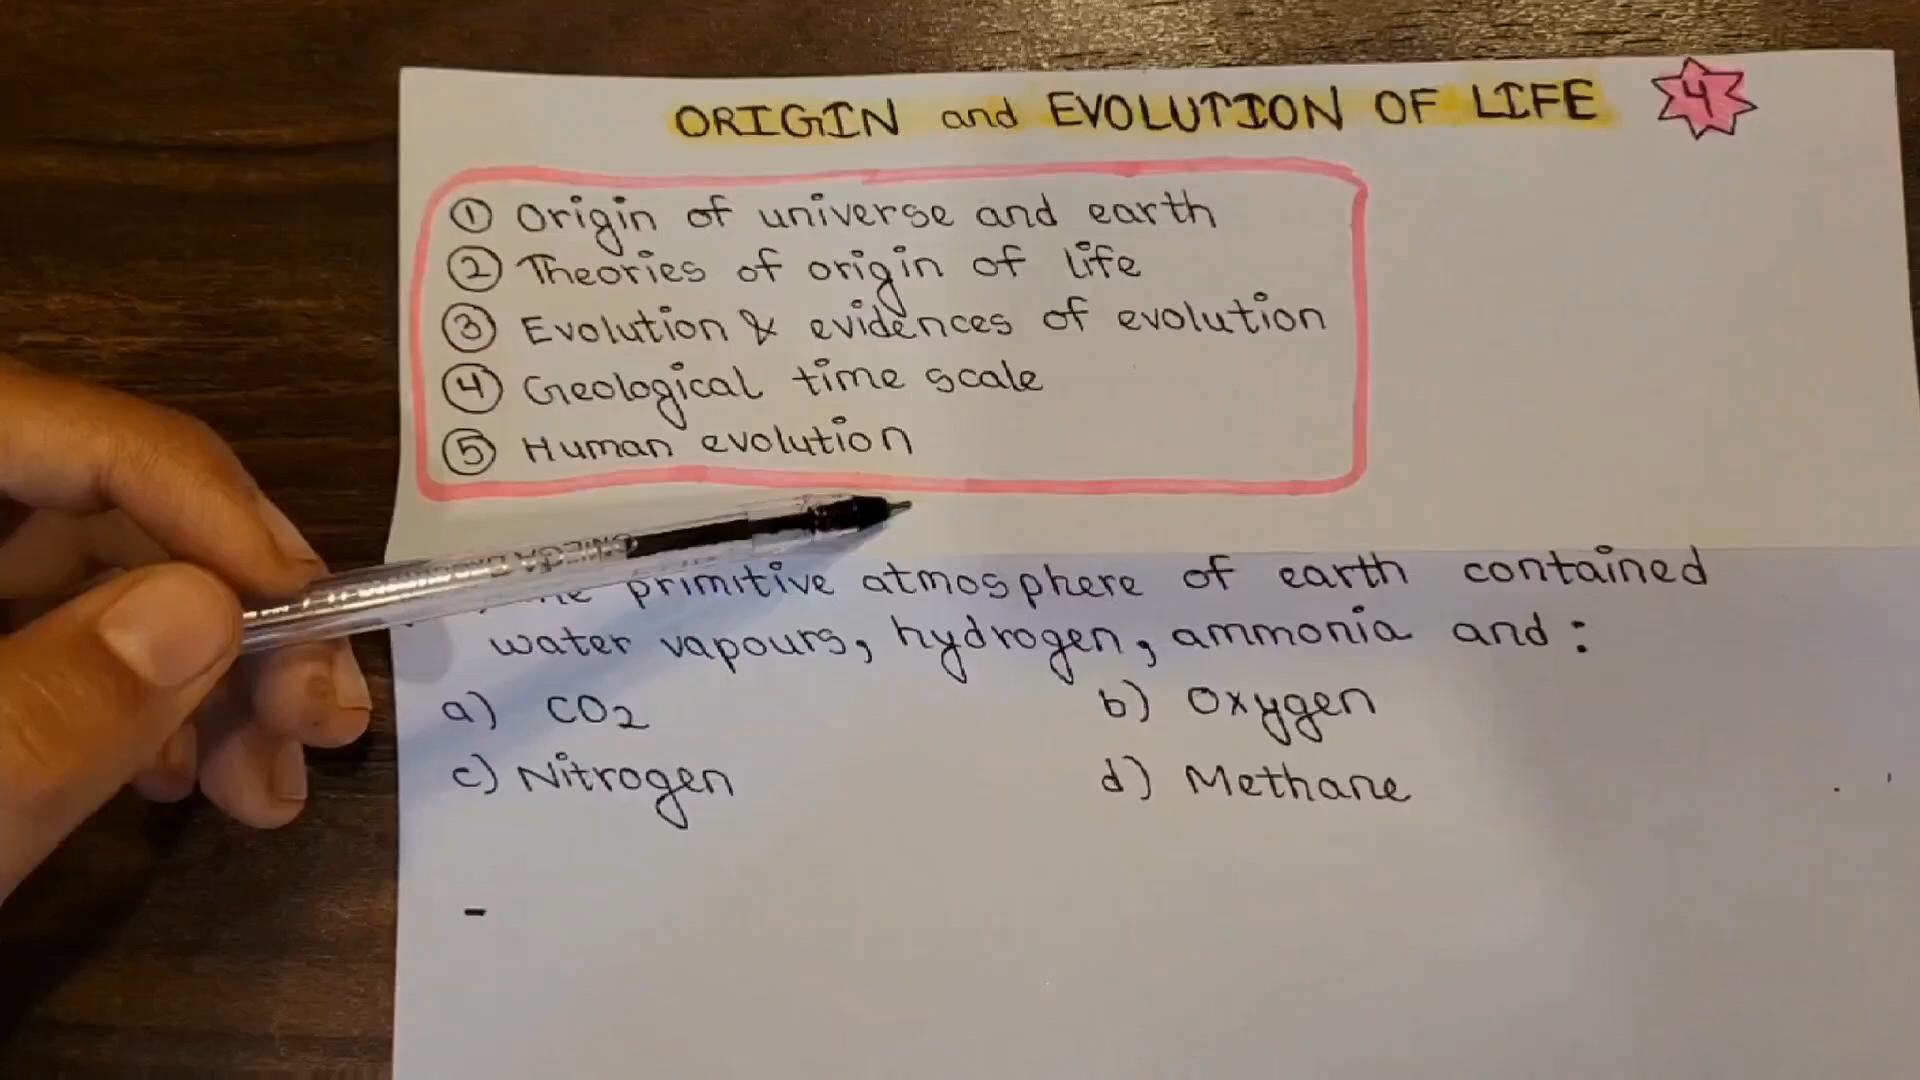 ORIGIN and EVOLUTION OF LIFE 4
① Origin of universe and earth
② Theories of origin of life
③ Evolution & evidences of evolution
④ Geological time scale
⑤ Human evolution
primitive atmosphere of earth contained
water vapours, hydrogen, ammonia and :
a) CO2 b) Oxygen
c) Nitrogen d) Methane
-